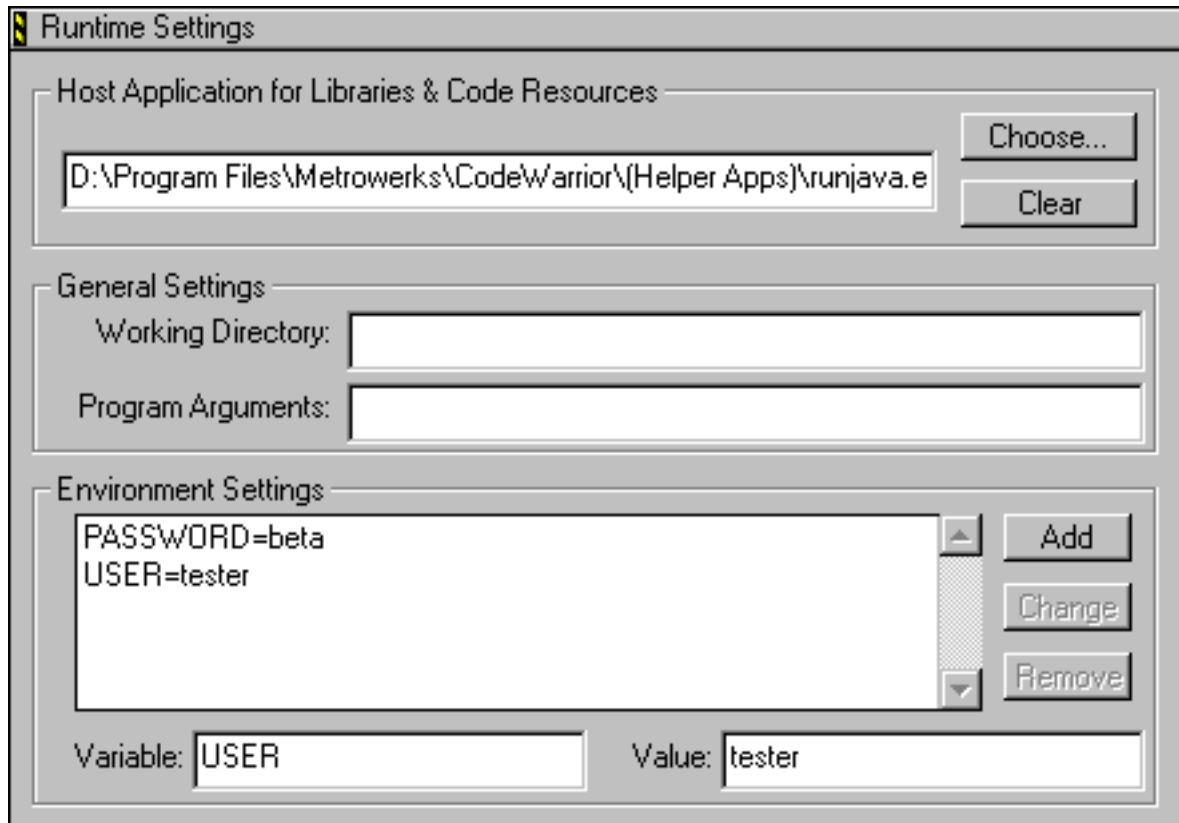 Runtime Settings
Host Application for Libraries & Code Resources
Choose...
D:\Program Files\Metrowerks\CodeWarrior\(Helper Apps)\runjava.e
Clear
General Settings
Working Directory:
Program Arguments:
Environment Settings
PASSWORD=beta
USER=tester
Add
Change
Remove
Variable: USER
Value: tester